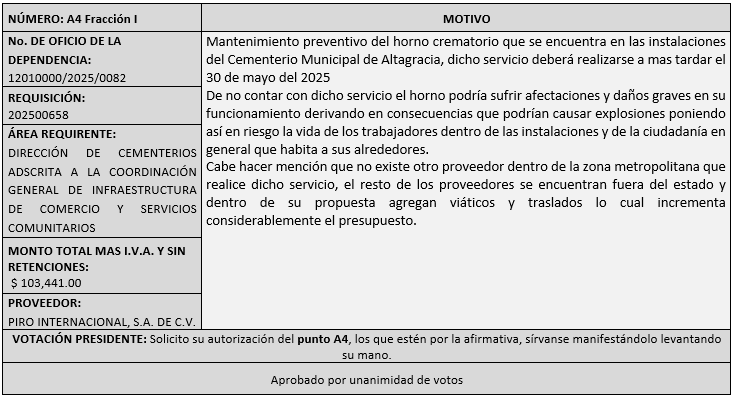 NÚMERO: A4 Fracción I
MOTIVO
No. DE OFICIO DE LA
DEPENDENCIA:
12010000/2025/0082
REQUISICIÓN:
202500658
ÁREA REQUIRENTE:
DIRECCIÓN DE CEMENTERIOS
ADSCRITA A LA COORDINACIÓN
GENERAL DE INFRAESTRUCTURA
DE COMERCIO Y SERVICIOS
COMUNITARIOS
MONTO TOTAL MAS I.V.A. Y SIN
RETENCIONES:
$ 103,441.00
PROVEEDOR:
PIRO INTERNACIONAL, S.A. DE C.V.
Mantenimiento preventivo del horno crematorio que se encuentra en las instalaciones
del Cementerio Municipal de Altagracia, dicho servicio deberá realizarse a mas tardar el
30 de mayo del 2025
De no contar con dicho servicio el horno podría sufrir afectaciones y daños graves en su
funcionamiento derivando en consecuencias que podrían causar explosiones poniendo
así en riesgo la vida de los trabajadores dentro de las instalaciones y de la ciudadanía en
general que habita a sus alrededores.
Cabe hacer mención que no existe otro proveedor dentro de la zona metropolitana que
realice dicho servicio, el resto de los proveedores se encuentran fuera del estado y
dentro de su propuesta agregan viáticos y traslados lo cual incrementa
considerablemente el presupuesto.
VOTACIÓN PRESIDENTE: Solicito su autorización del punto A4, los que estén por la afirmativa, sírvanse manifestándolo levantando
su mano.
Aprobado por unanimidad de votos